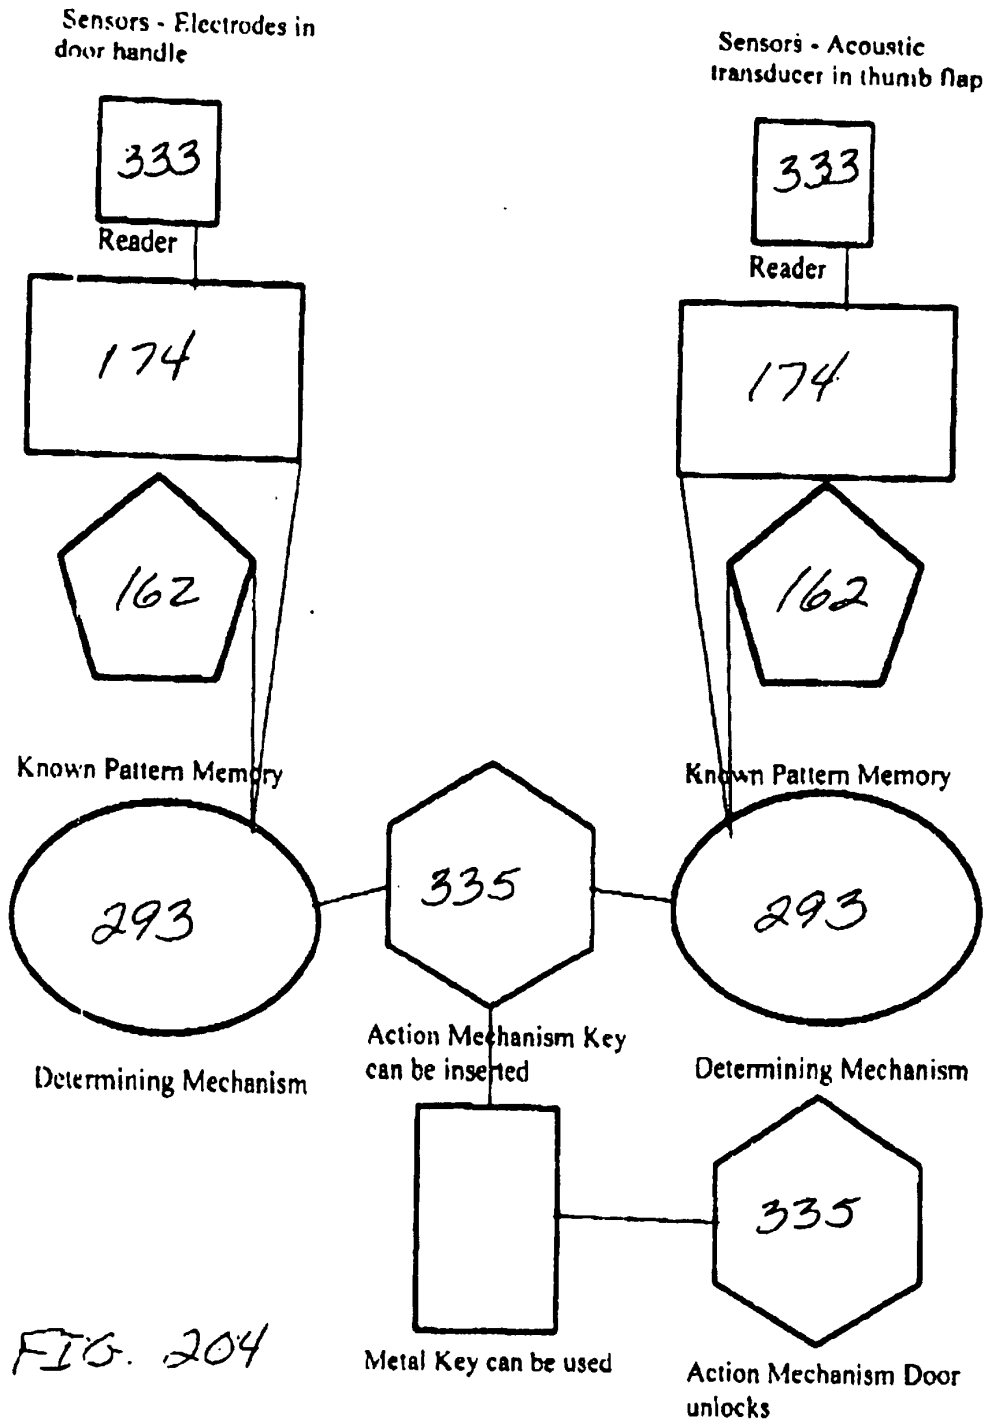 Sensors - Electrodes in
door handle
333
Reader
174
162
Known Pattern Memory
293
Determining Mechanism
Sensors - Acoustic
transducer in thumb flap
333
Reader
174
162
Known Pattern Memory
293
Determining Mechanism
335
Action Mechanism Key
can be inserted
Metal Key can be used
335
Action Mechanism Door
unlocks
FIG. 204